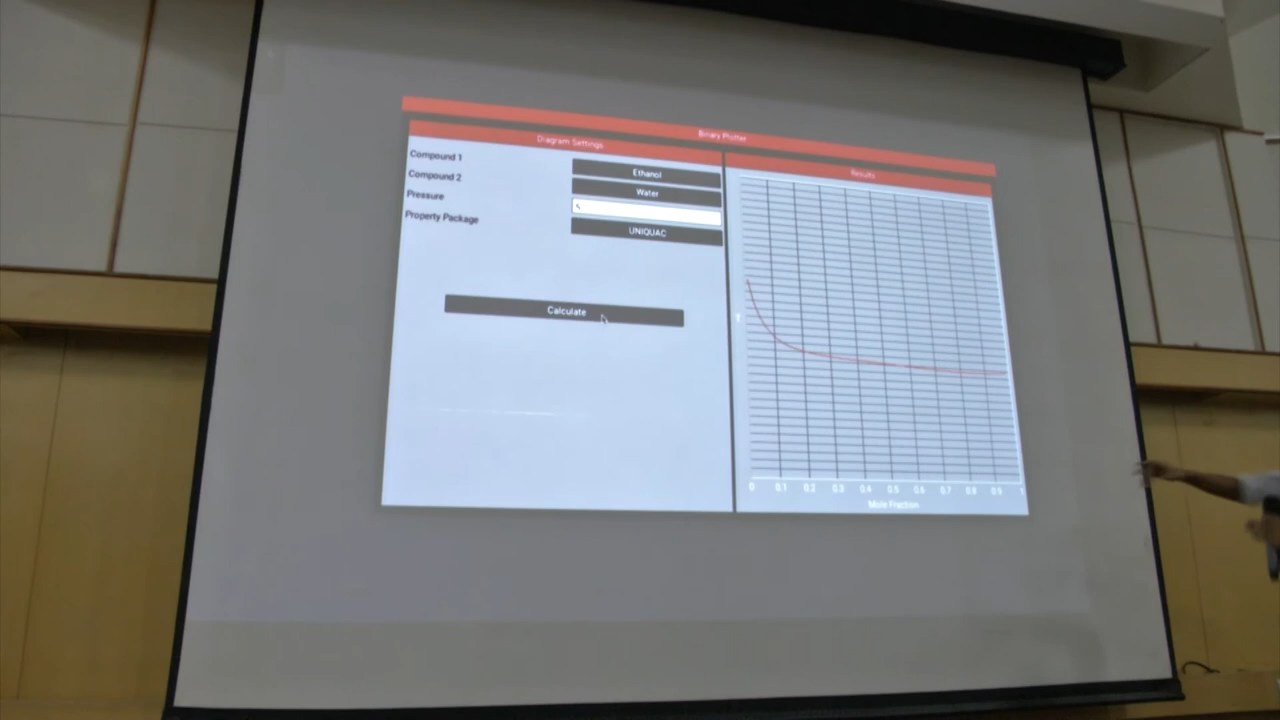 Binary Plotter
Diagram Settings
Compound 1
Ethanol
Compound 2
Water
Pressure
Property Package
UNIQUAC
Calculate
Results
T
0 0.1 0.2 0.3 0.4 0.5 0.6 0.7 0.8 0.9 1
Mole Fraction